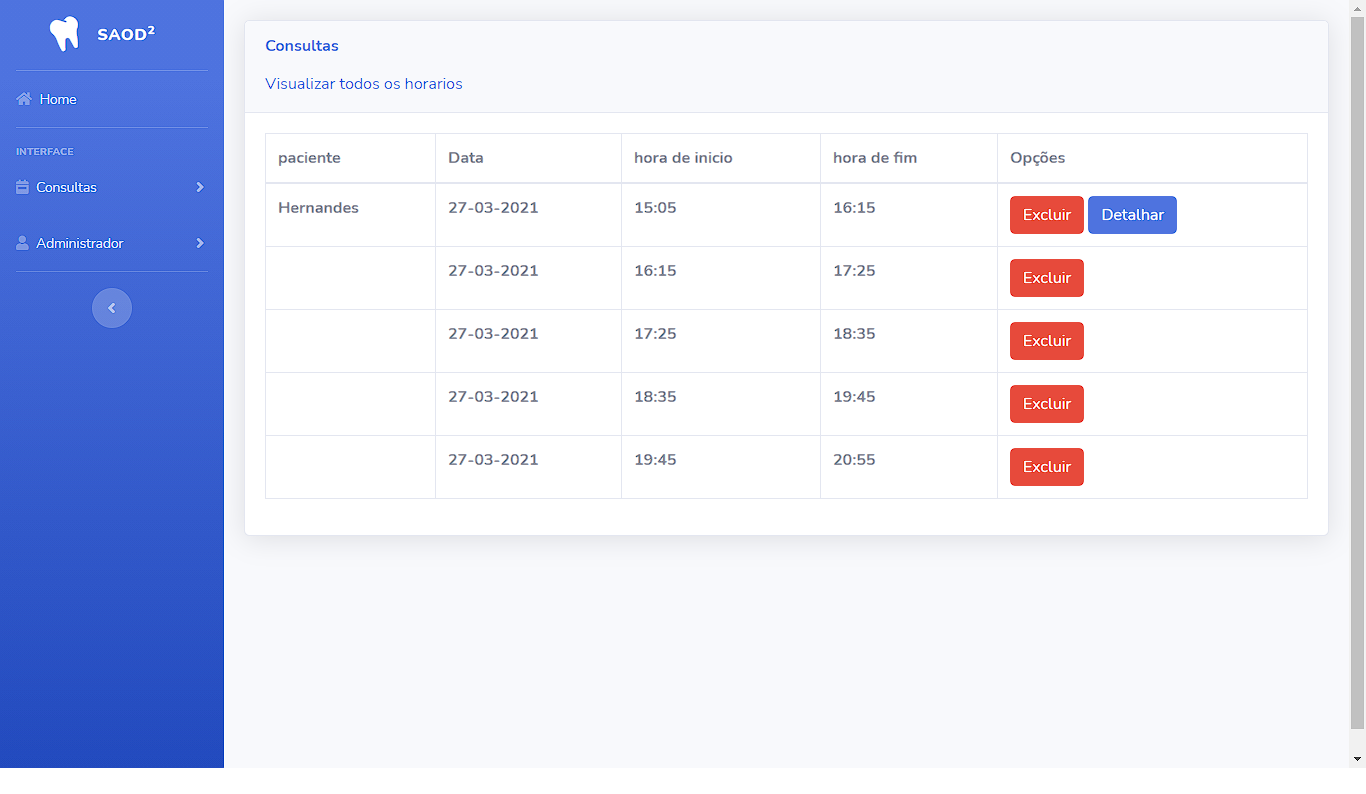 SAOD²
Home
INTERFACE
Consultas
Administrador
Consultas
Visualizar todos os horarios
paciente Data hora de inicio hora de fim Opções
Hernandes 27-03-2021 15:05 16:15 Excluir Detalhar
27-03-2021 16:15 17:25 Excluir
27-03-2021 17:25 18:35 Excluir
27-03-2021 18:35 19:45 Excluir
27-03-2021 19:45 20:55 Excluir